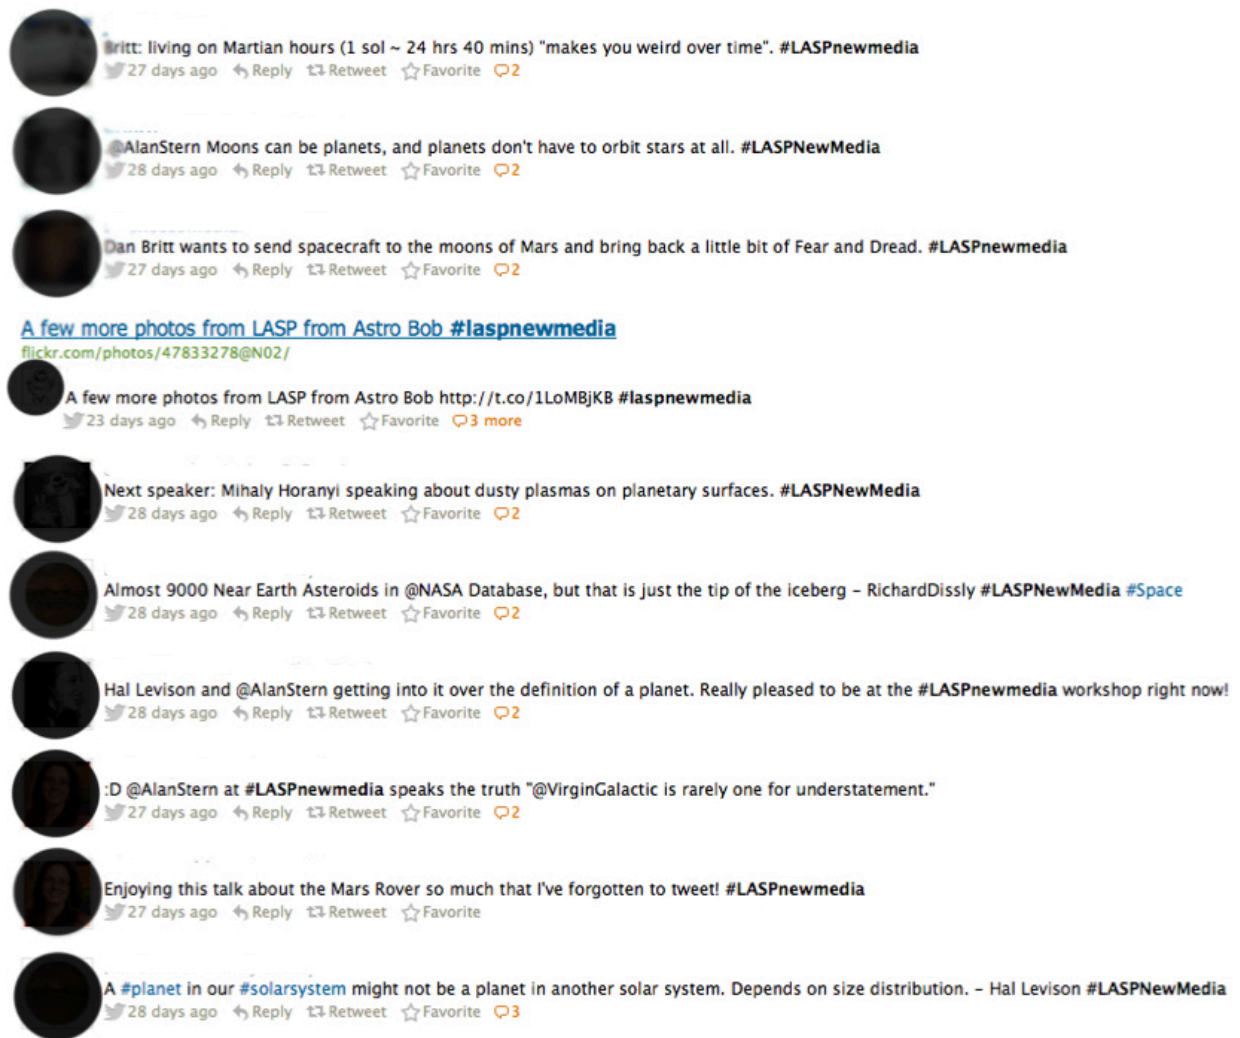 Britt: living on Martian hours (1 sol ~ 24 hrs 40 mins) "makes you weird over time". #LASPnewmedia
27 days ago Reply Retweet Favorite 2
@AlanStern Moons can be planets, and planets don't have to orbit stars at all. #LASPNewMedia
28 days ago Reply Retweet Favorite 2
Dan Britt wants to send spacecraft to the moons of Mars and bring back a little bit of Fear and Dread. #LASPnewmedia
27 days ago Reply Retweet Favorite 2
A few more photos from LASP from Astro Bob #laspnewmedia
flickr.com/photos/47833278@N02/
A few more photos from LASP from Astro Bob http://t.co/1LoMBjKB #laspnewmedia
23 days ago Reply Retweet Favorite 3 more
Next speaker: Mihaly Horanyi speaking about dusty plasmas on planetary surfaces. #LASPNewMedia
28 days ago Reply Retweet Favorite 2
Almost 9000 Near Earth Asteroids in @NASA Database, but that is just the tip of the iceberg – RichardDissly #LASPNewMedia #Space
28 days ago Reply Retweet Favorite 2
Hal Levison and @AlanStern getting into it over the definition of a planet. Really pleased to be at the #LASPnewmedia workshop right now!
28 days ago Reply Retweet Favorite 2
:D @AlanStern at #LASPnewmedia speaks the truth "@VirginGalactic is rarely one for understatement."
27 days ago Reply Retweet Favorite 2
Enjoying this talk about the Mars Rover so much that I've forgotten to tweet! #LASPnewmedia
27 days ago Reply Retweet Favorite
A #planet in our #solarsystem might not be a planet in another solar system. Depends on size distribution. – Hal Levison #LASPNewMedia
28 days ago Reply Retweet Favorite 3